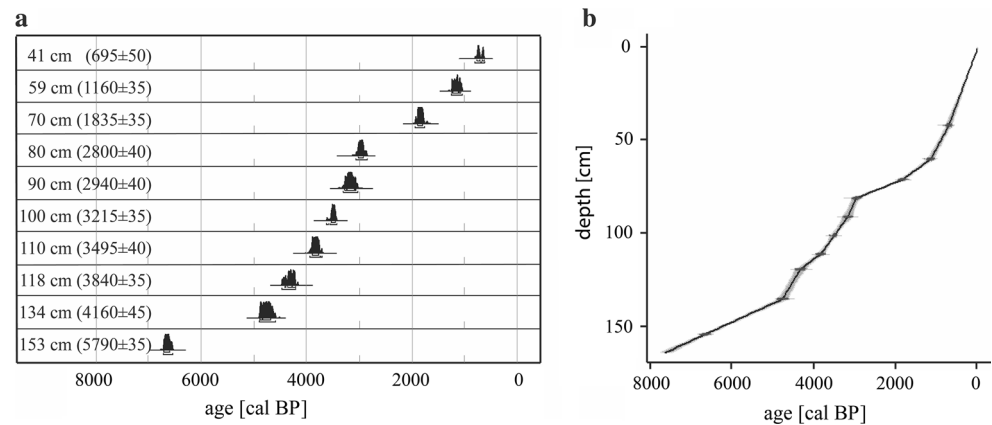 a
41 cm (695±50)
59 cm (1160±35)
70 cm (1835±35)
80 cm (2800±40)
90 cm (2940±40)
100 cm (3215±35)
110 cm (3495±40)
118 cm (3840±35)
134 cm (4160±45)
153 cm (5790±35)
8000 6000 4000 2000 0
age [cal BP]
b
0
50
100
150
depth [cm]
8000 6000 4000 2000 0
age [cal BP]